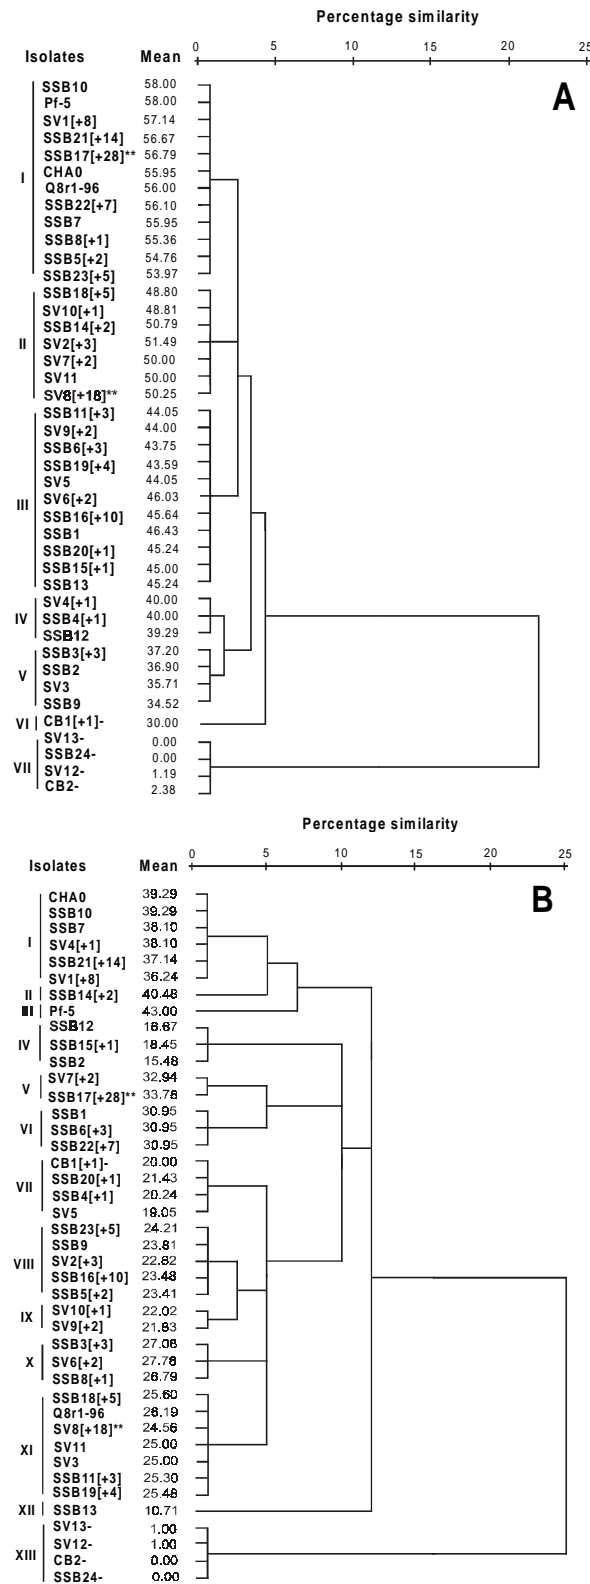 Percentage similarity
Isolates Mean 0 5 10 15 20 25
A
I
SSB10 58.00
Pf-5 58.00
SV1[+8] 57.14
SSB21[+14] 56.67
SSB17[+28]** 56.79
CHA0 55.95
Q8r1-96 56.00
SSB22[+7] 56.10
SSB7 55.95
SSB8[+1] 55.36
SSB5[+2] 54.76
SSB23[+5] 53.97
II
SSB18[+5] 48.80
SV10[+1] 48.81
SSB14[+2] 50.79
SV2[+3] 51.49
SV7[+2] 50.00
SV11 50.00
SV8[+18]** 50.25
III
SSB11[+3] 44.05
SV9[+2] 44.00
SSB6[+3] 43.75
SSB19[+4] 43.59
SV5 44.05
SV6[+2] 46.03
SSB16[+10] 45.64
SSB1 46.43
SSB20[+1] 45.24
SSB15[+1] 45.00
SSB13 45.24
IV
SV4[+1] 40.00
SSB4[+1] 40.00
SSB12 39.29
V
SSB3[+3] 37.20
SSB2 36.90
SV3 35.71
SSB9 34.52
VI
CB1[+1]- 30.00
VII
SV13- 0.00
SSB24- 0.00
SV12- 1.19
CB2- 2.38
Percentage similarity
Isolates Mean 0 5 10 15 20 25
B
I
CHA0 39.29
SSB10 39.29
SSB7 38.10
SV4[+1] 38.10
SSB21[+14] 37.14
SV1[+8] 36.24
II
SSB14[+2] 40.48
III
Pf-5 43.00
IV
SSB12 16.67
SSB15[+1] 18.45
SSB2 15.48
V
SV7[+2] 32.94
SSB17[+28]** 33.78
VI
SSB1 30.95
SSB6[+3] 30.95
SSB22[+7] 30.95
VII
CB1[+1]- 20.00
SSB20[+1] 21.43
SSB4[+1] 20.24
SV5 19.05
VIII
SSB23[+5] 24.21
SSB9 23.81
SV2[+3] 22.62
SSB16[+10] 23.48
SSB5[+2] 23.41
IX
SV10[+1] 22.02
SV9[+2] 21.83
X
SSB3[+3] 27.08
SV6[+2] 27.78
SSB8[+1] 26.79
XI
SSB18[+5] 25.60
Q8r1-96 26.19
SV8[+18]** 24.56
SV11 25.00
SV3 25.00
SSB11[+3] 25.30
SSB19[+4] 25.48
XII
SSB13 10.71
XIII
SV13- 1.00
SV12- 1.00
CB2- 0.00
SSB24- 0.00